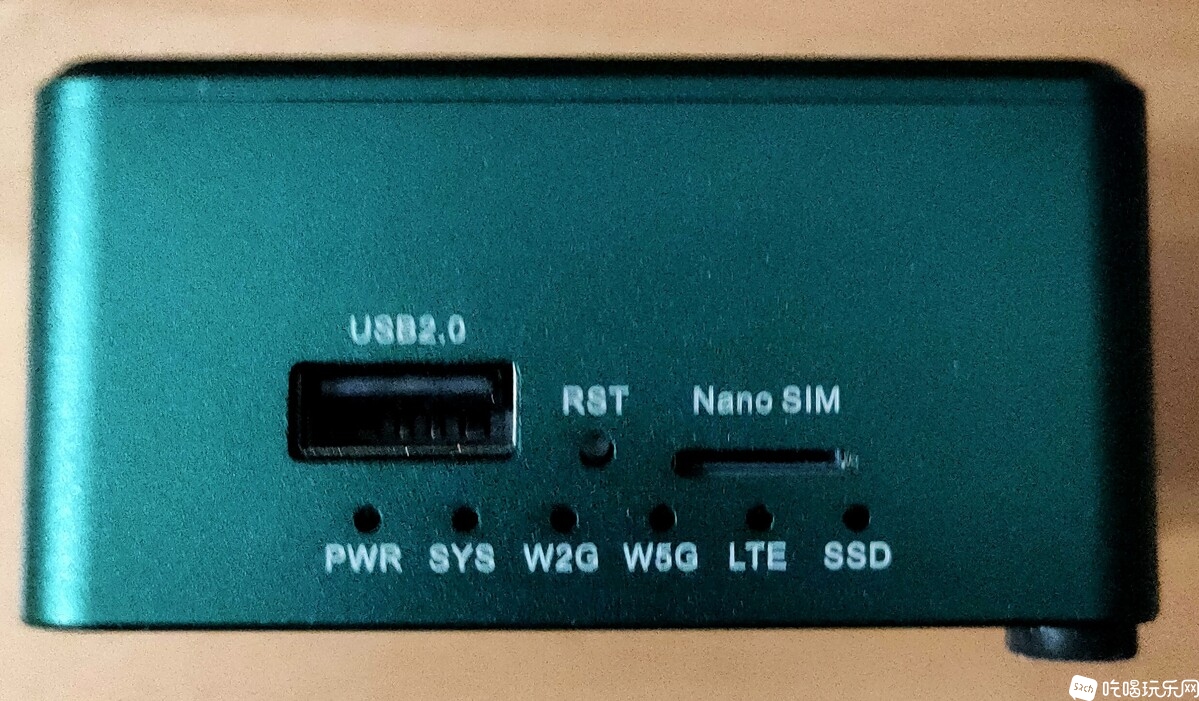 USB2.0
RST
Nano SIM
PWR SYS W2G W5G LTE SSD
52ch 吃喝玩乐网